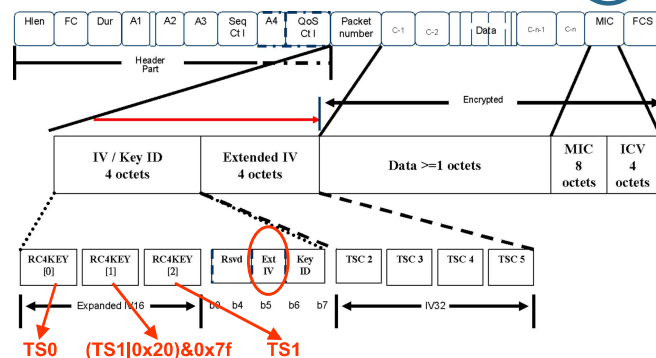 Hlen FC Dur A1 A2 A3 Seq Ct l A4 QoS Ct l Packet number C-1 C-2 Data C-n-1 C-n MIC FCS
Header Part
Encrypted
IV / Key ID 4 octets
Extended IV 4 octets
Data >=1 octets
MIC 8 octets
ICV 4 octets
RC4KEY [0]
RC4KEY [1]
RC4KEY [2]
Rsvd
Ext IV
Key ID
TSC 2
TSC 3
TSC 4
TSC 5
Expanded IV16
b0 b4 b5 b6 b7
IV32
TS0 (TS1|0x20)&0x7f TS1